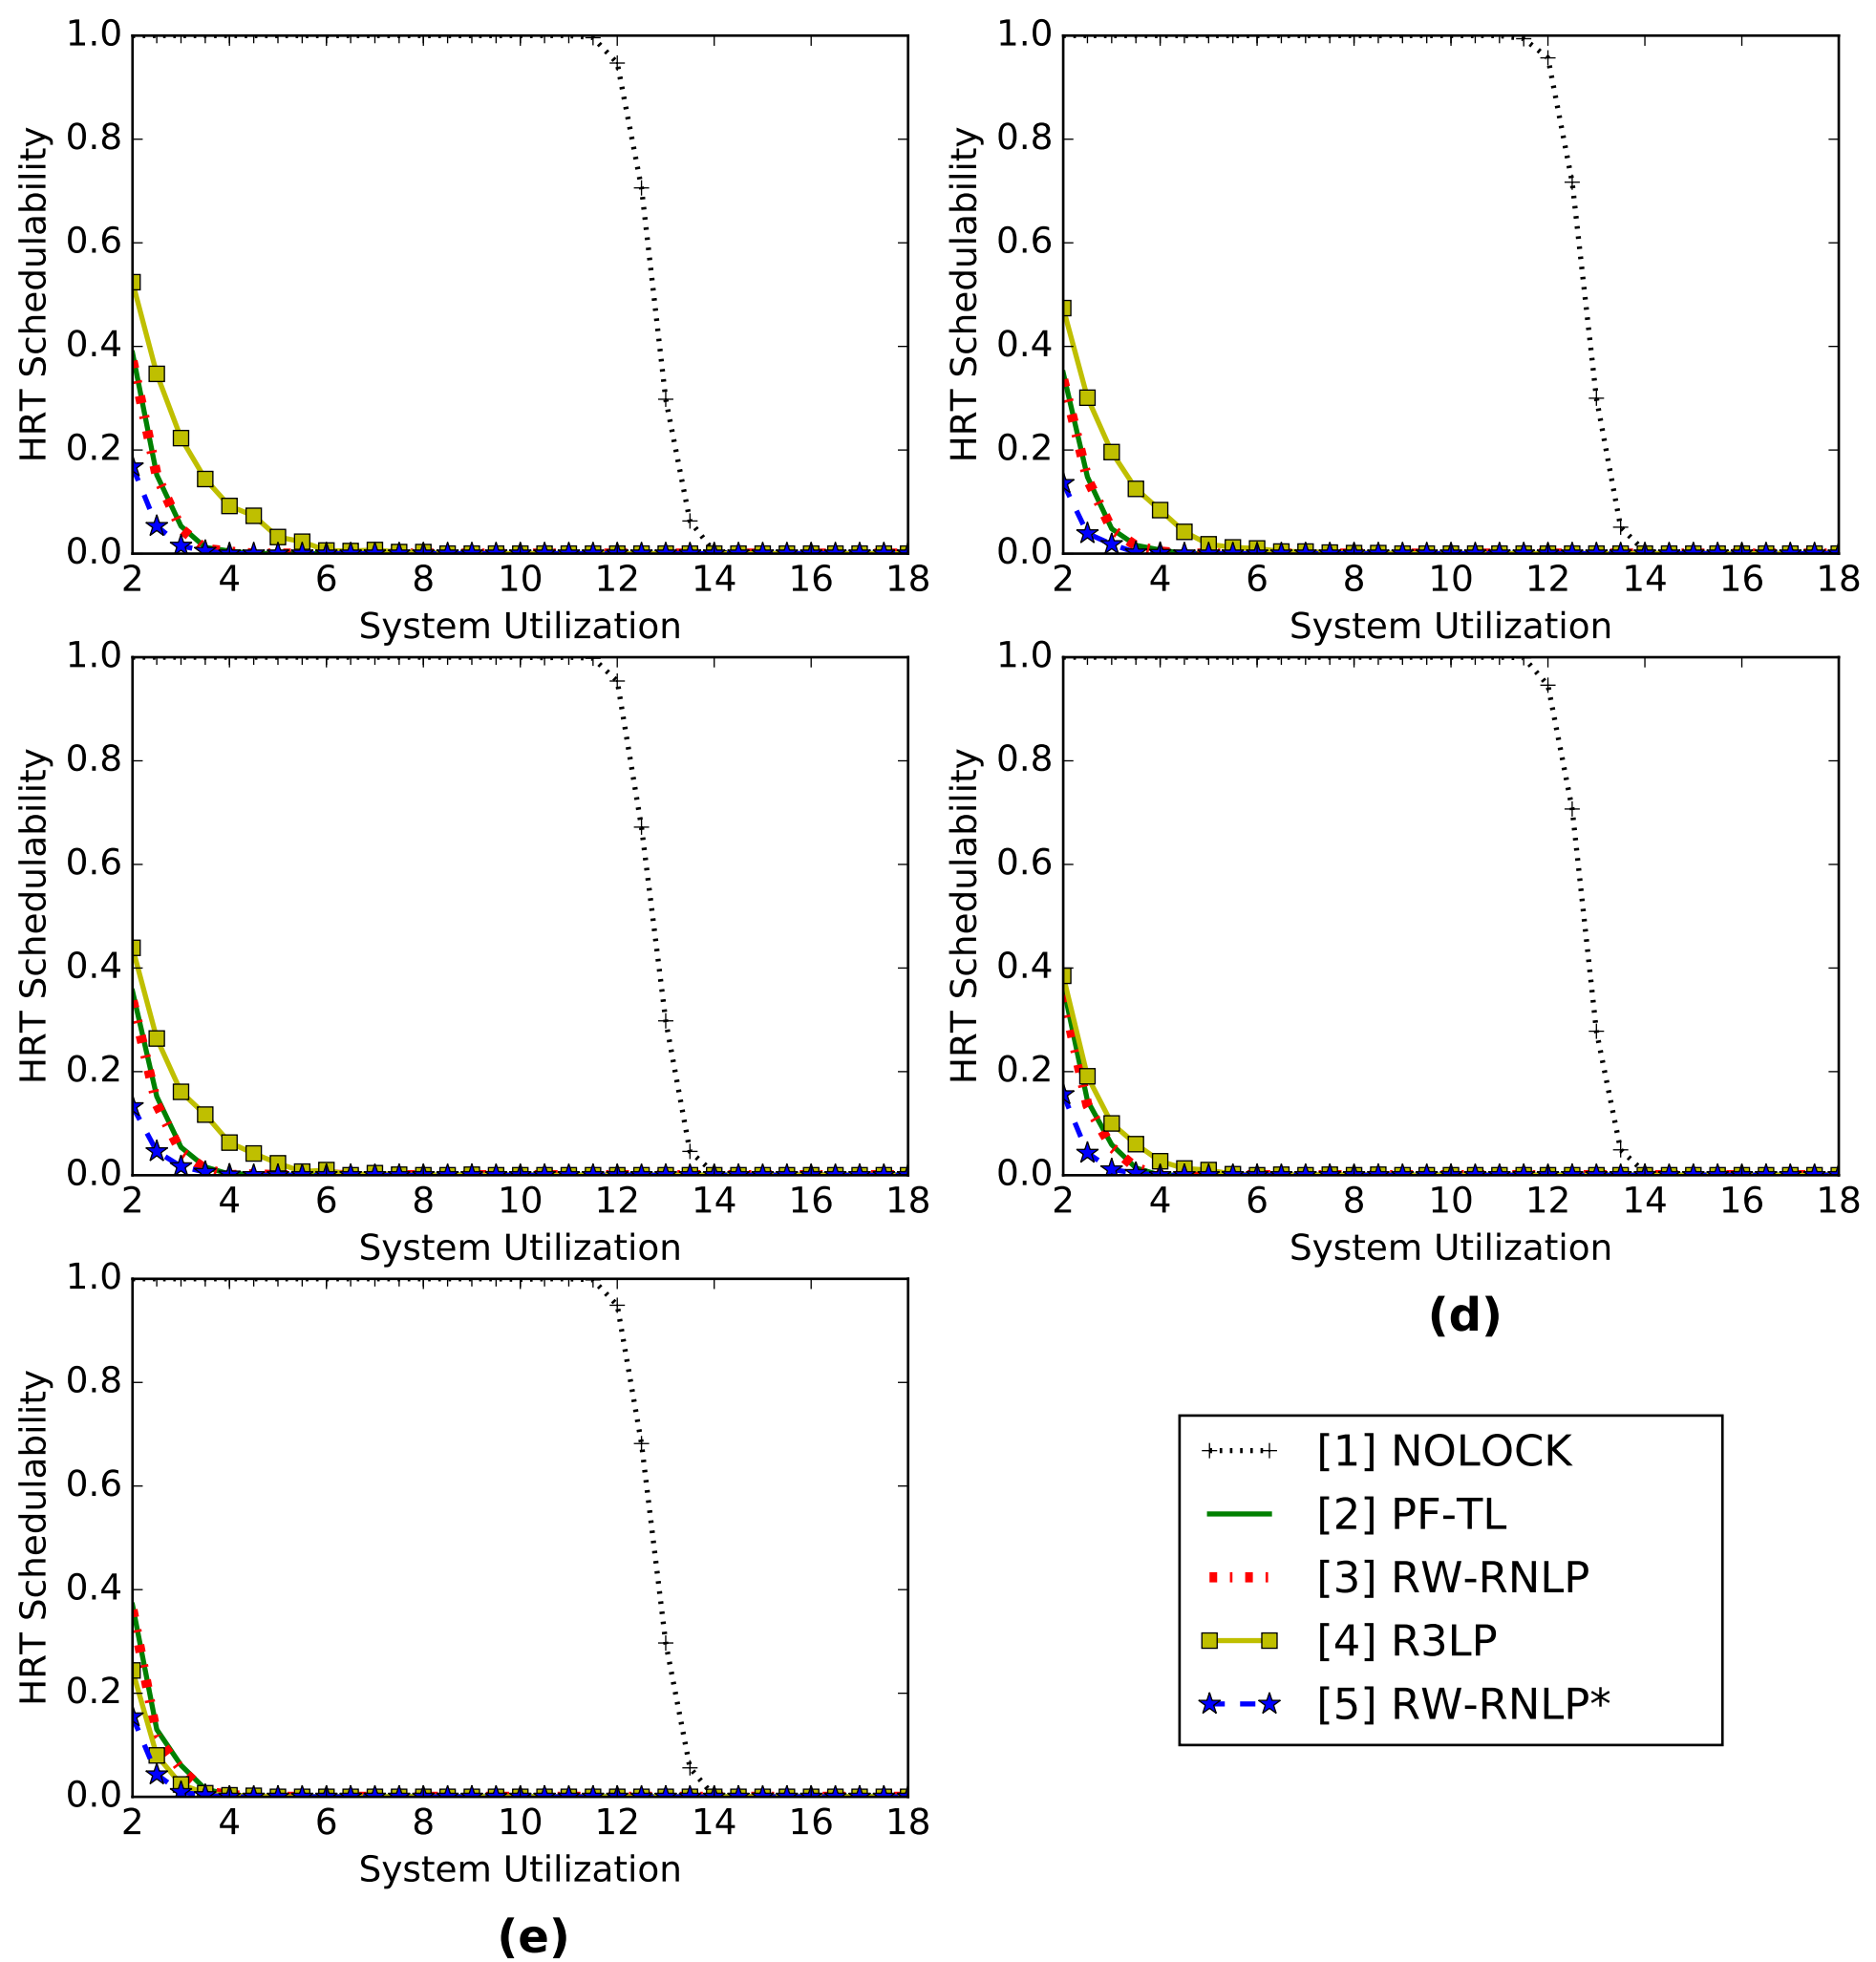 1.0
0.8
0.6
0.4
0.2
0.0
HRT Schedulability
2 4 6 8 10 12 14 16 18
System Utilization
1.0
0.8
0.6
0.4
0.2
0.0
HRT Schedulability
2 4 6 8 10 12 14 16 18
System Utilization
1.0
0.8
0.6
0.4
0.2
0.0
HRT Schedulability
2 4 6 8 10 12 14 16 18
System Utilization
1.0
0.8
0.6
0.4
0.2
0.0
HRT Schedulability
2 4 6 8 10 12 14 16 18
System Utilization
(d)
1.0
0.8
0.6
0.4
0.2
0.0
HRT Schedulability
2 4 6 8 10 12 14 16 18
System Utilization
(e)
[1] NOLOCK
[2] PF-TL
[3] RW-RNLP
[4] R3LP
[5] RW-RNLP*